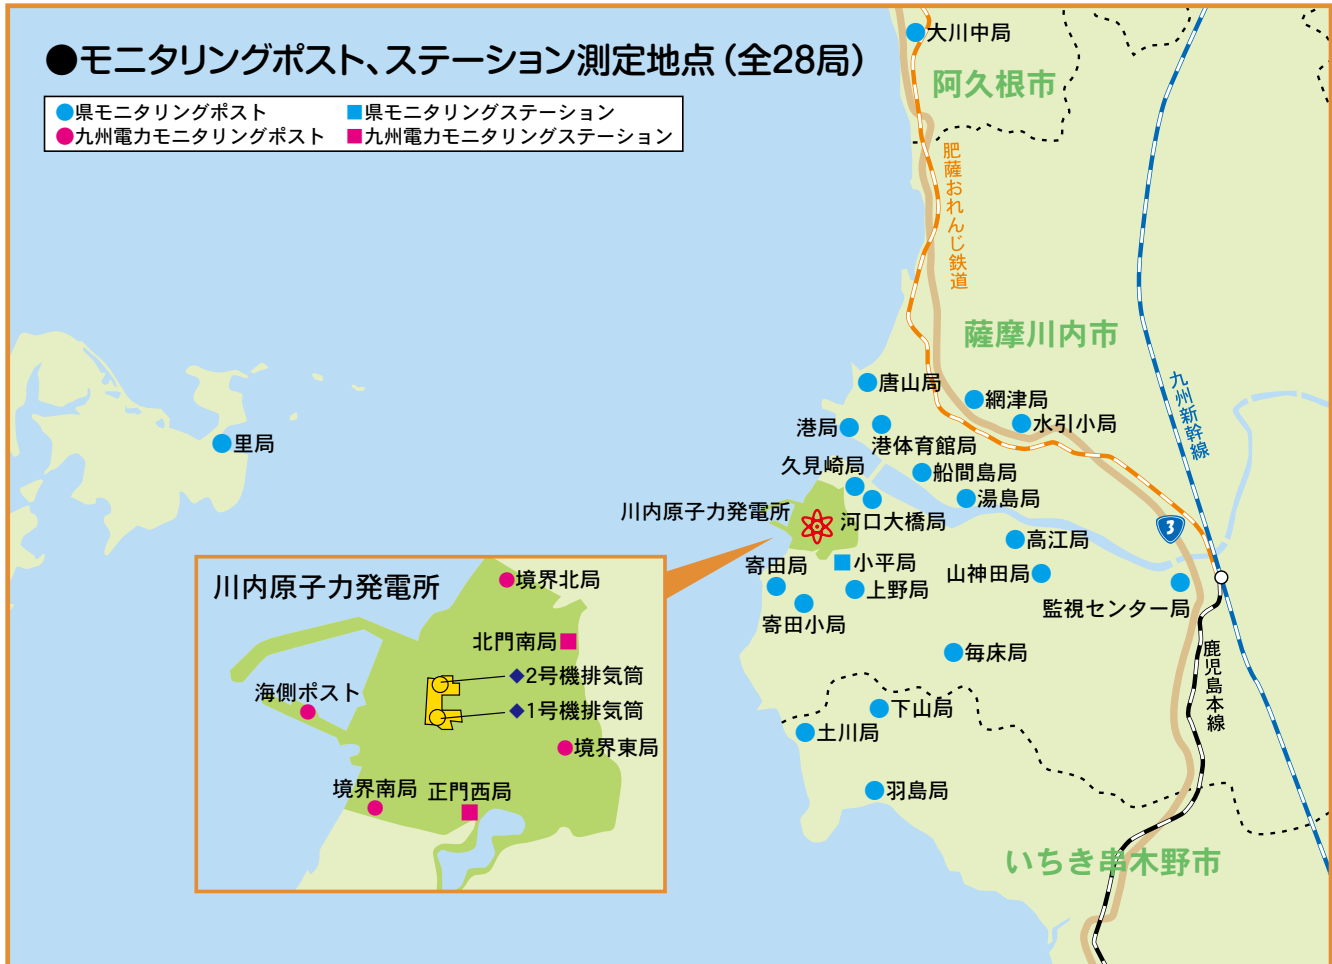 ●モニタリングポスト、ステーション測定地点（全28局）
●県モニタリングポスト ■県モニタリングステーション
●九州電力モニタリングポスト ■九州電力モニタリングステーション
大川中局
阿久根市
肥薩おれんじ鉄道
薩摩川内市
九州新幹線
唐山局
網津局
港局
水引小局
港体育館局
里局
久見崎局
船間島局
湯島局
川内原子力発電所
河口大橋局
3
高江局
小平局
寄田局
山神田局
上野局
監視センター局
寄田小局
毎床局
鹿児島本線
下山局
土川局
羽島局
いちき串木野市
川内原子力発電所
境界北局
北門南局
◆2号機排気筒
海側ポスト
◆1号機排気筒
境界東局
境界南局
正門西局